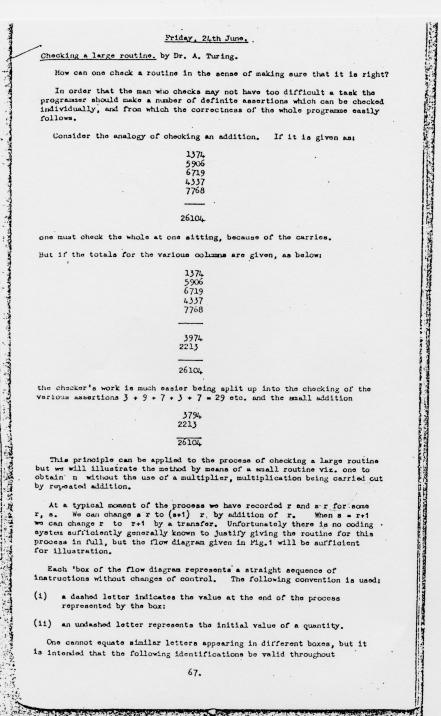 Friday, 24th June.
Checking a large routine. by Dr. A. Turing.
How can one check a routine in the sense of making sure that it is right?
In order that the man who checks may not have too difficult a task the
programmer should make a number of definite assertions which can be checked
individually, and from which the correctness of the whole programme easily
follows.
Consider the analogy of checking an addition. If it is given as:
1374
5906
6719
4337
7768
26104
one must check the whole at one sitting, because of the carries.
But if the totals for the various columns are given, as below:
1374
5906
6719
4337
7768
3974
2213
26104
the checker's work is much easier being split up into the checking of the
various assertions 3 + 9 + 7 + 3 + 7 = 29 etc. and the small addition
3794
2213
26104
This principle can be applied to the process of checking a large routine
but we will illustrate the method by means of a small routine viz. one to
obtain n without the use of a multiplier, multiplication being carried out
by repeated addition.
At a typical moment of the process we have recorded r and s r for some
r, s. We can change s r to (s+1) r by addition of r. When s = r+1
we can change r to r+1 by a transfer. Unfortunately there is no coding
system sufficiently generally known to justify giving the routine for this
process in full, but the flow diagram given in Fig.1 will be sufficient
for illustration.
Each 'box of the flow diagram represents a straight sequence of
instructions without changes of control. The following convention is used:
(i) a dashed letter indicates the value at the end of the process
represented by the box:
(ii) an undashed letter represents the initial value of a quantity.
One cannot equate similar letters appearing in different boxes, but it
is intended that the following identifications be valid throughout
67.